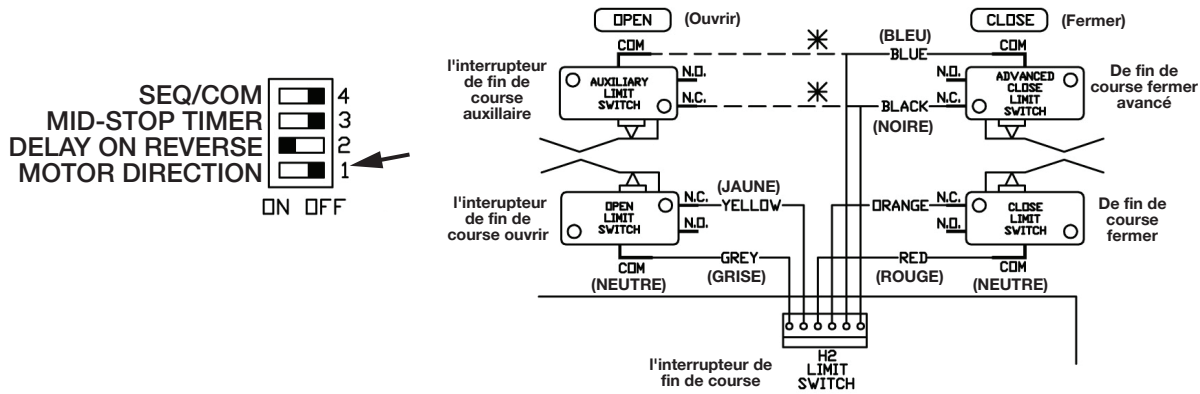 SEQ/COM 4
MID-STOP TIMER 3
DELAY ON REVERSE 2
MOTOR DIRECTION 1
ON OFF
OPEN (Ouvrir)
CLOSE (Fermer)
COM
(BLEU)
BLUE
COM
l'interrupteur
de fin de
course
auxillaire
AUXILIARY
LIMIT
SWITCH
N.O.
N.C.
BLACK
(NOIRE)
N.O.
N.C.
ADVANCED
CLOSE
LIMIT
SWITCH
De fin de
course fermer
avancé
l'interrupteur
de fin de
course ouvrir
OPEN
LIMIT
SWITCH
N.C.
N.O.
(JAUNE)
YELLOW
GREY
(GRISE)
COM
(NEUTRE)
ORANGE
N.C.
N.O.
CLOSE
LIMIT
SWITCH
De fin de
course
fermer
RED
(ROUGE)
COM
(NEUTRE)
l'interrupteur de
fin de course
H2
LIMIT
SWITCH